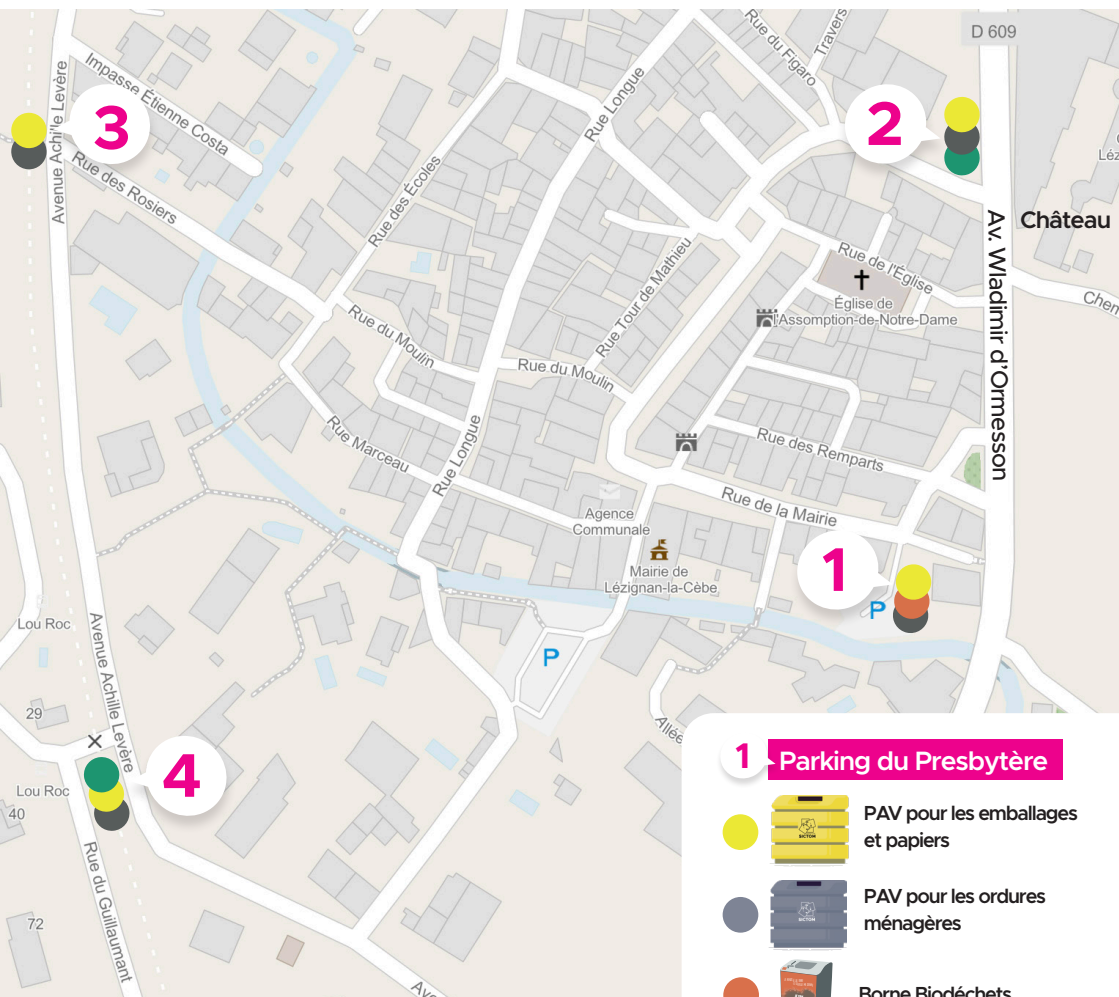 D 609
Rue du Figaro
Travers
Impasse Étienne Costa
Avenue Achille Levère
3
2
Rue Longue
Léz
Rue des Rosiers
Rue des Écoles
Château
Av. Wladimir d'Ormesson
Rue de l'Église
Église de
l'Assomption-de-Notre-Dame
Chem
Rue Tour de Mathieu
Rue du Moulin
Rue du Moulin
Rue Marceau
Rue Longue
Rue des Remparts
Rue de la Mairie
Agence
Communale
Mairie de
Lézignan-la-Cèbe
1
P
P
Lou Roc
Avenue Achille Levère
29
Allée
4
Lou Roc
40
Rue du Guillaumant
72
Ave
1 Parking du Presbytère
PAV pour les emballages
et papiers
SICTOM
PAV pour les ordures
ménagères
SICTOM
Borne Biodéchets